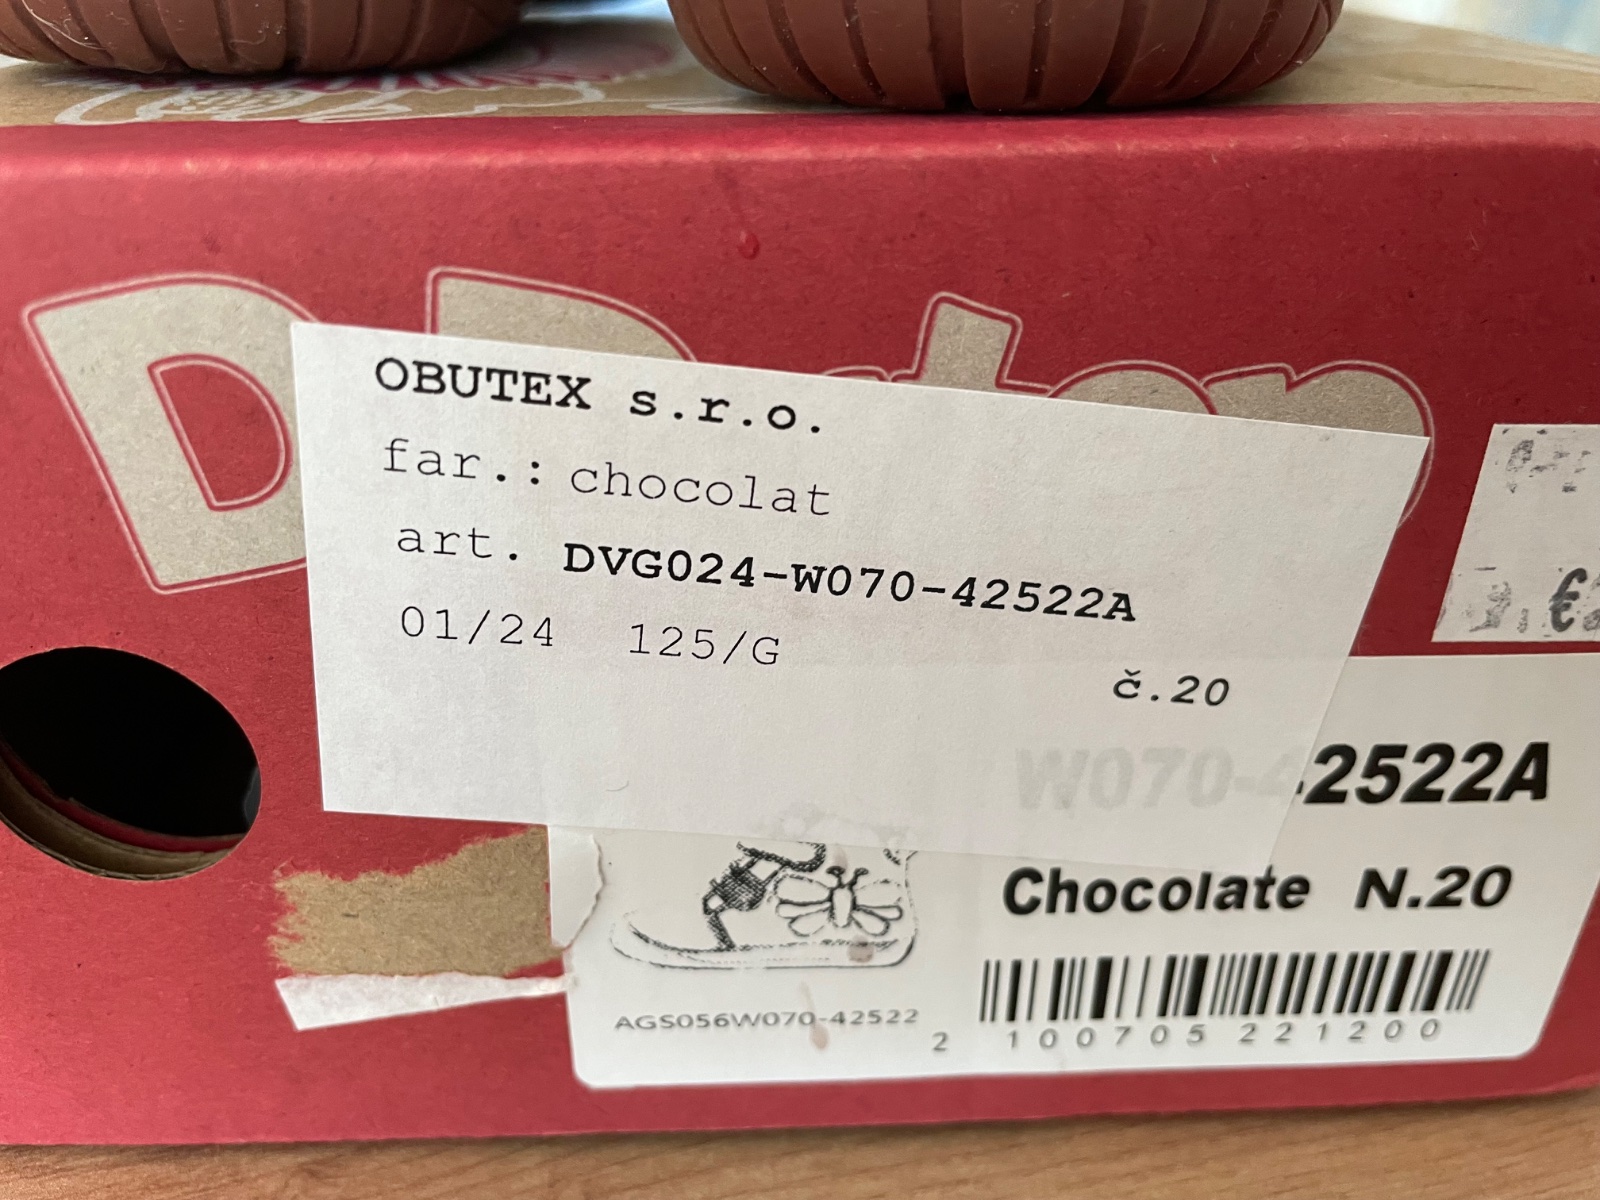 OBUTEX s.r.o.
far.: chocolat
art. DVG024-W070-42522A
01/24 125/G
č.20
W070-42522A
Chocolate N.20
AGS056W070-42522
2 100705 221200
€